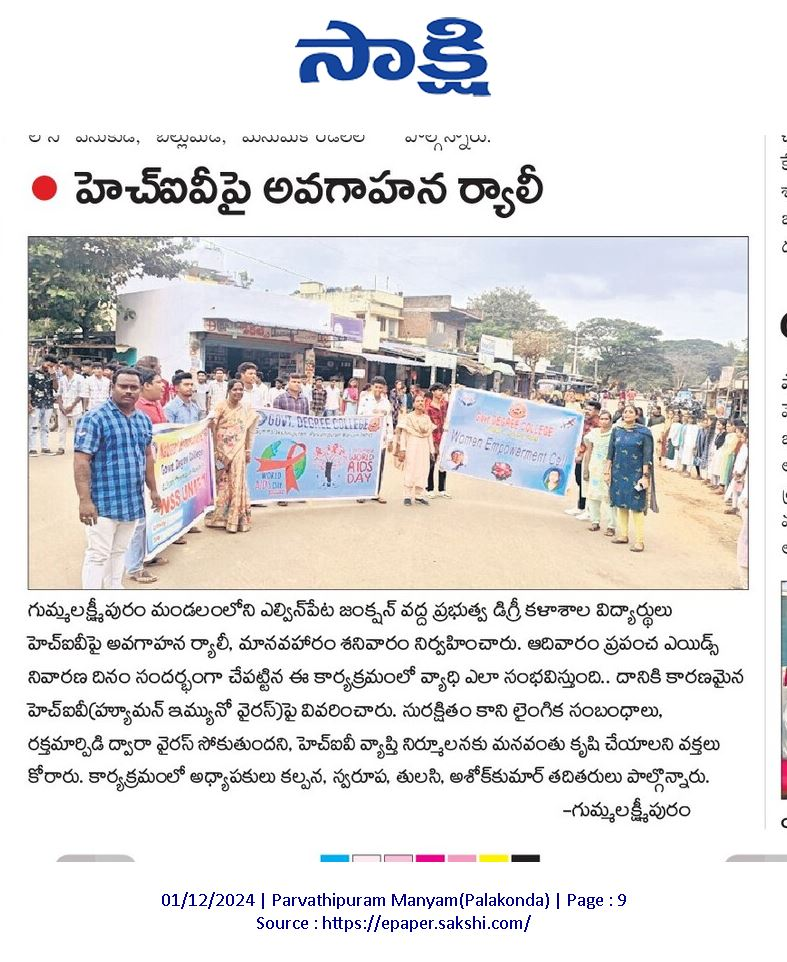 సాక్షి
పాల్గొన్నారు.
హెచ్ఐవీపై అవగాహన ర్యాలీ
GOVT. DEGREE COLLEGE
WORLD AIDS DAY
WORLD
AIDS
DAY
Govt. Degree College
NSS UNIT
GOVT. DEGREE COLLEGE
Women Empowerment Cell
గుమ్మలక్ష్మీపురం మండలంలోని ఎల్విన్‌పేట జంక్షన్ వద్ద ప్రభుత్వ డిగ్రీ కళాశాల విద్యార్థులు
హెచ్ఐవీపై అవగాహన ర్యాలీ, మానవహారం శనివారం నిర్వహించారు. ఆదివారం ప్రపంచ ఎయిడ్స్
నివారణ దినం సందర్భంగా చేపట్టిన ఈ కార్యక్రమంలో వ్యాధి ఎలా సంభవిస్తుంది.. దానికి కారణమైన
హెచ్ఐవీ(హ్యూమన్ ఇమ్యునో వైరస్)పై వివరించారు. సురక్షితం కాని లైంగిక సంబంధాలు,
రక్తమార్పిడి ద్వారా వైరస్ సోకుతుందని, హెచ్ఐవీ వ్యాప్తి నిర్మూలనకు మనవంతు కృషి చేయాలని వక్తలు
కోరారు. కార్యక్రమంలో అధ్యాపకులు కల్పన, స్వరూప, తులసి, అశోక్‌కుమార్ తదితరులు పాల్గొన్నారు.
–గుమ్మలక్ష్మీపురం
01/12/2024 | Parvathipuram Manyam(Palakonda) | Page : 9
Source : https://epaper.sakshi.com/